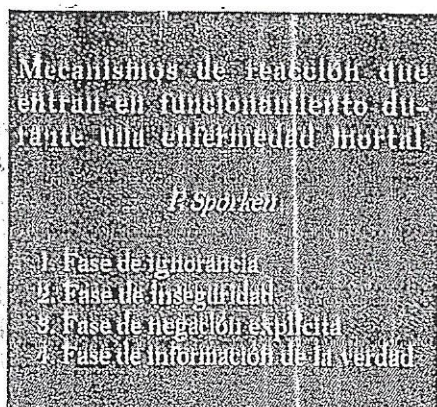 Mecanismos de reacción que
entran en funcionamiento du-
rante una enfermedad mortal
P. Sporken
1. Fase de ignorancia
2. Fase de inseguridad
3. Fase de negación explícita
4. Fase de información de la verdad